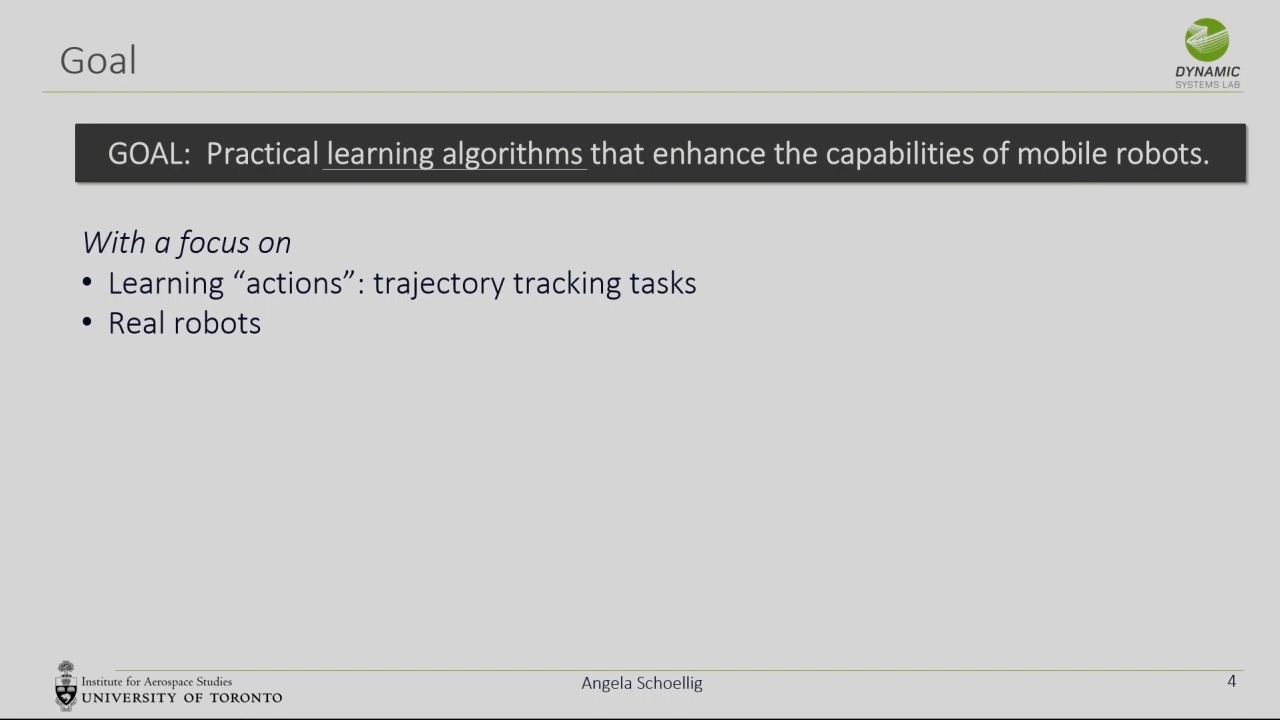 Goal
DYNAMIC
SYSTEMS LAB
GOAL: Practical learning algorithms that enhance the capabilities of mobile robots.
With a focus on
• Learning “actions”: trajectory tracking tasks
• Real robots
Institute for Aerospace Studies
UNIVERSITY OF TORONTO
Angela Schoellig
4